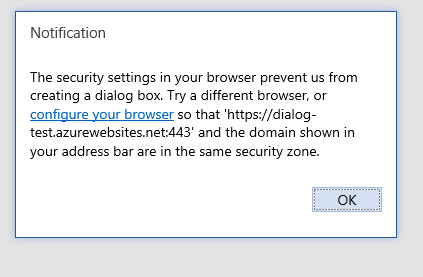 Notification
The security settings in your browser prevent us from
creating a dialog box. Try a different browser, or
configure your browser so that 'https://dialog-
test.azurewebsites.net:443' and the domain shown in
your address bar are in the same security zone.
OK